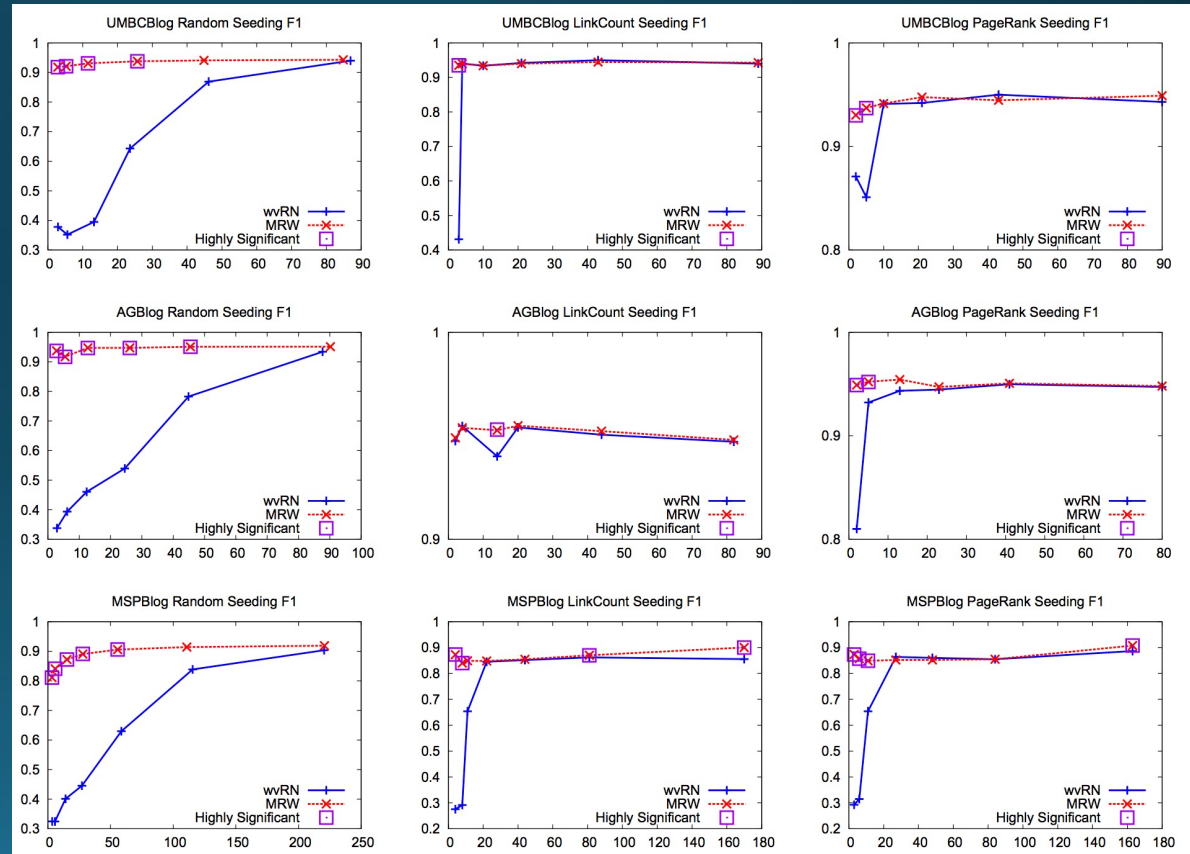 UMBCBlog Random Seeding F1
1
0.9
0.8
0.7
0.6
0.5
0.4
0.3
0 10 20 30 40 50 60 70 80 90
wvRN
MRW
Highly Significant
UMBCBlog LinkCount Seeding F1
1
0.9
0.8
0.7
0.6
0.5
0.4
0 10 20 30 40 50 60 70 80 90
wvRN
MRW
Highly Significant
UMBCBlog PageRank Seeding F1
1
0.9
0.8
0 10 20 30 40 50 60 70 80 90
wvRN
MRW
Highly Significant
AGBlog Random Seeding F1
1
0.9
0.8
0.7
0.6
0.5
0.4
0.3
0 10 20 30 40 50 60 70 80 90 100
wvRN
MRW
Highly Significant
AGBlog LinkCount Seeding F1
1
0.9
0 10 20 30 40 50 60 70 80 90
wvRN
MRW
Highly Significant
AGBlog PageRank Seeding F1
1
0.9
0.8
0 10 20 30 40 50 60 70 80
wvRN
MRW
Highly Significant
MSPBlog Random Seeding F1
1
0.9
0.8
0.7
0.6
0.5
0.4
0.3
0 50 100 150 200 250
wvRN
MRW
Highly Significant
MSPBlog LinkCount Seeding F1
1
0.9
0.8
0.7
0.6
0.5
0.4
0.3
0.2
0 20 40 60 80 100 120 140 160 180
wvRN
MRW
Highly Significant
MSPBlog PageRank Seeding F1
1
0.9
0.8
0.7
0.6
0.5
0.4
0.3
0.2
0 20 40 60 80 100 120 140 160 180
wvRN
MRW
Highly Significant